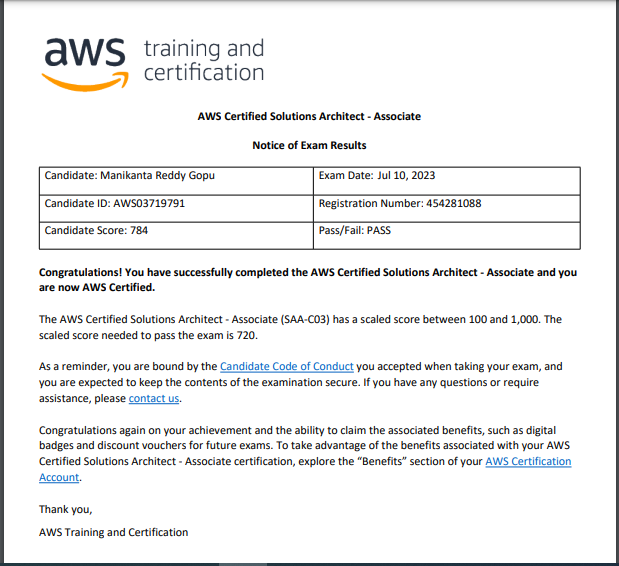 aws training and
certification
AWS Certified Solutions Architect - Associate
Notice of Exam Results
Candidate: Manikanta Reddy Gopu
Exam Date: Jul 10, 2023
Candidate ID: AWS03719791
Registration Number: 454281088
Candidate Score: 784
Pass/Fail: PASS
Congratulations! You have successfully completed the AWS Certified Solutions Architect - Associate and you
are now AWS Certified.
The AWS Certified Solutions Architect - Associate (SAA-C03) has a scaled score between 100 and 1,000. The
scaled score needed to pass the exam is 720.
As a reminder, you are bound by the Candidate Code of Conduct you accepted when taking your exam, and
you are expected to keep the contents of the examination secure. If you have any questions or require
assistance, please contact us.
Congratulations again on your achievement and the ability to claim the associated benefits, such as digital
badges and discount vouchers for future exams. To take advantage of the benefits associated with your AWS
Certified Solutions Architect - Associate certification, explore the “Benefits” section of your AWS Certification
Account.
Thank you,
AWS Training and Certification